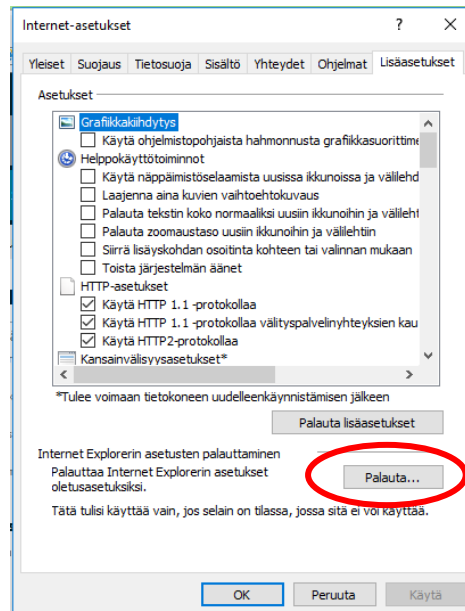 Internet-asetukset ? ×
Yleiset Suojaus Tietosuoja Sisältö Yhteydet Ohjelmat Lisäasetukset
Asetukset
Grafiikkakiihdytys
Käytä ohjelmistopohjaista hahmonnusta grafiikkasuorittime
Helppokäyttötoiminnot
Käytä näppäimistöselaamista uusissa ikkunoissa ja välilehd
Laajenna aina kuvien vaihtoehtokuvaus
Palauta tekstin koko normaaliksi uusiin ikkunoihin ja välileht
Palauta zoomaustaso uusiin ikkunoihin ja välilehtiin
Siirrä lisäyskohdan osoitinta kohteen tai valinnan mukaan
Toista järjestelmän äänet
HTTP-asetukset
Käytä HTTP 1.1 -protokollaa
Käytä HTTP 1.1 -protokollaa välityspalvelinyhteyksien kau
Käytä HTTP2-protokollaa
Kansainvälisyysasetukset*
*Tulee voimaan tietokoneen uudelleenkäynnistämisen jälkeen
Palauta lisäasetukset
Internet Explorerin asetusten palauttaminen
Palauttaa Internet Explorerin asetukset
oletusasetuksiksi.
Palauta...
Tätä tulisi käyttää vain, jos selain on tilassa, jossa sitä ei voi käyttää.
OK Peruuta Käytä